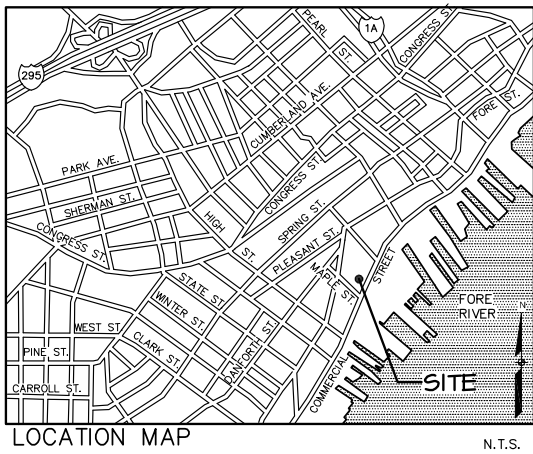 PEARL ST.
1A
CONGRESS ST.
295
CUMBERLAND AVE.
FORE ST.
PARK AVE.
CONGRESS ST.
SHERMAN ST.
HIGH ST.
SPRING ST.
CONGRESS ST.
PLEASANT ST.
STATE ST.
MAPLE ST.
COMMERCIAL STREET
FORE
RIVER
WINTER ST.
N
WEST ST.
DANFORTH ST.
CLARK ST.
PINE ST.
SITE
CARROLL ST.
LOCATION MAP
N.T.S.